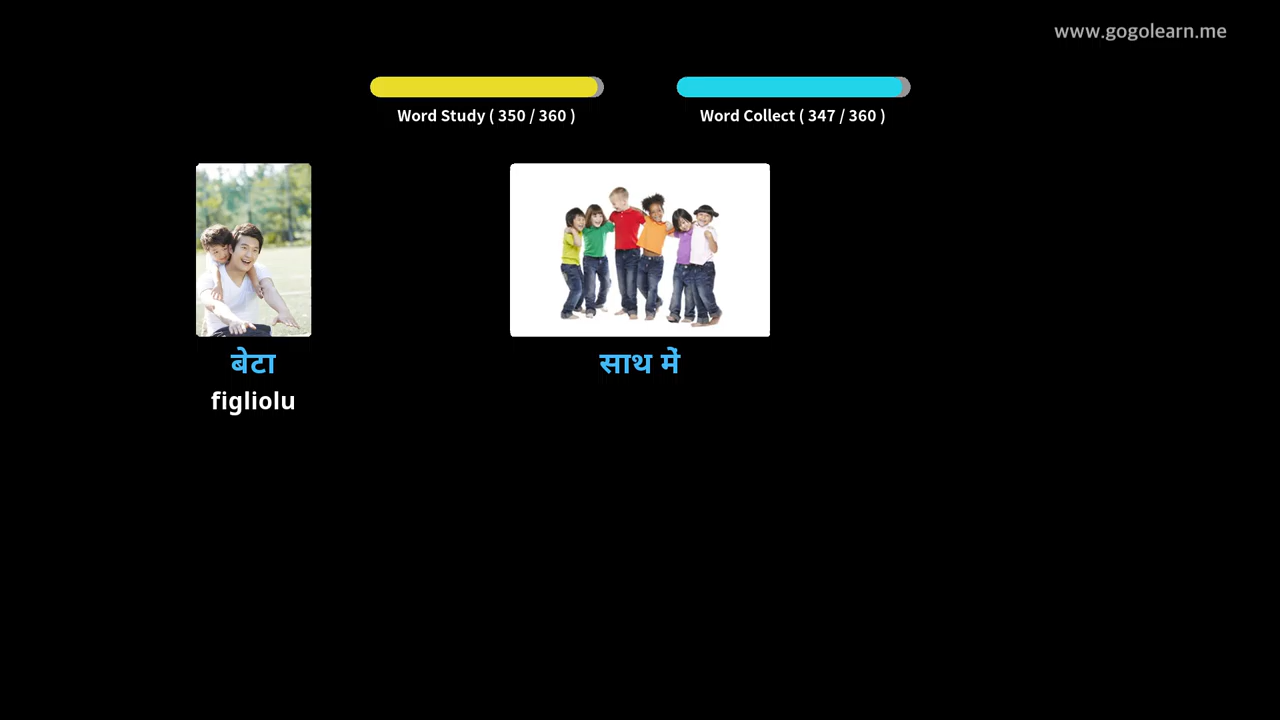 www.gogolearn.me
Word Study ( 350 / 360 )
Word Collect ( 347 / 360 )
बेटा
साथ में
figliolu